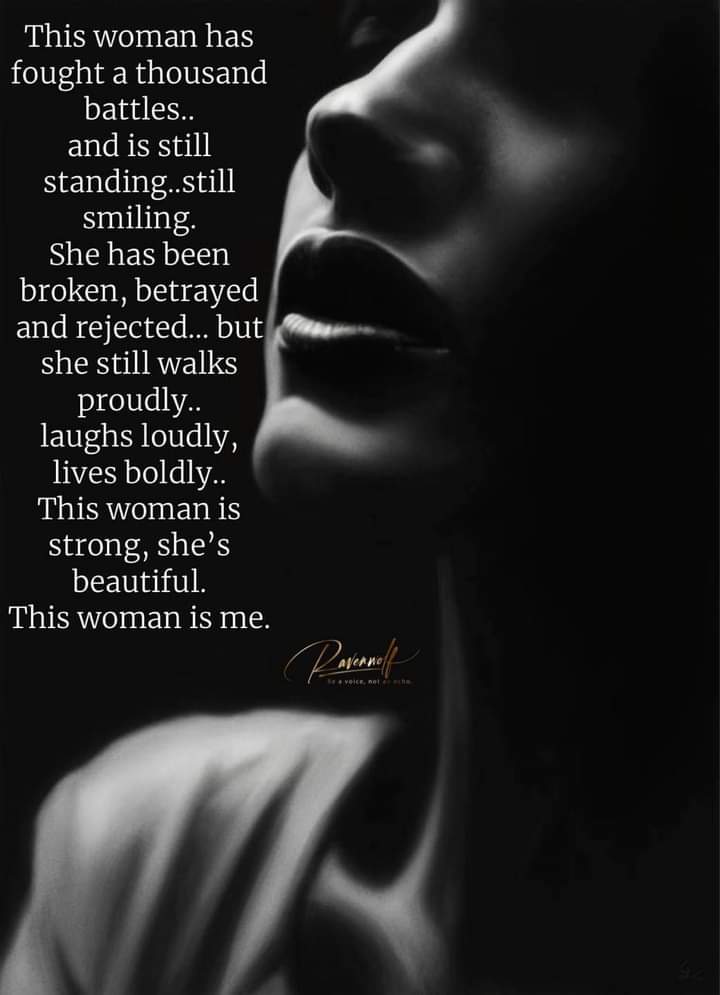 This woman has
fought a thousand
battles..
and is still
standing..still
smiling.
She has been
broken, betrayed
and rejected... but
she still walks
proudly..
laughs loudly,
lives boldly..
This woman is
strong, she’s
beautiful.
This woman is me.
Ravenwolf
Be a voice, not an echo.